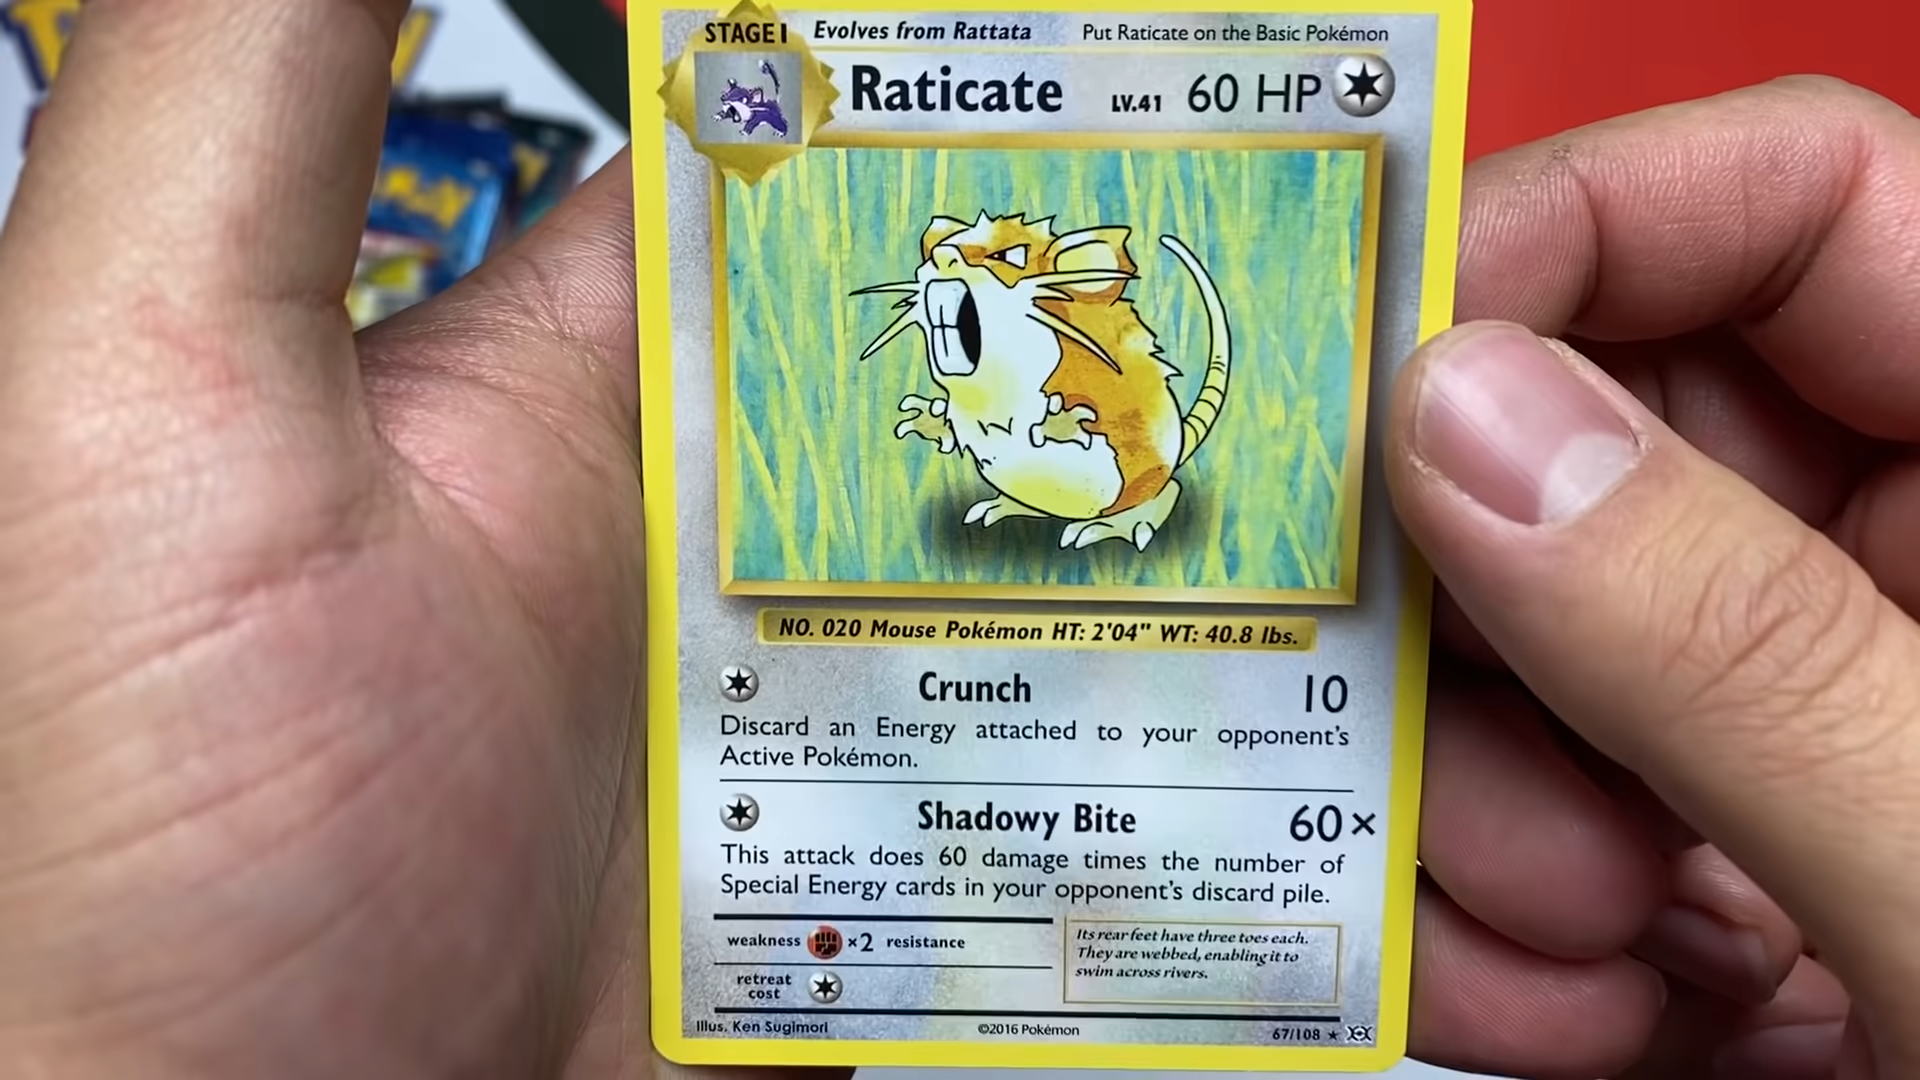 STAGE I Evolves from Rattata Put Raticate on the Basic Pokémon
Raticate LV.41 60 HP
NO. 020 Mouse Pokémon HT: 2'04" WT: 40.8 lbs.
Crunch 10
Discard an Energy attached to your opponent's
Active Pokémon.
Shadowy Bite 60×
This attack does 60 damage times the number of
Special Energy cards in your opponent's discard pile.
weakness ×2 resistance
Its rear feet have three toes each.
They are webbed, enabling it to
swim across rivers.
retreat
cost
Illus. Ken Sugimori ©2016 Pokémon 67/108 ★